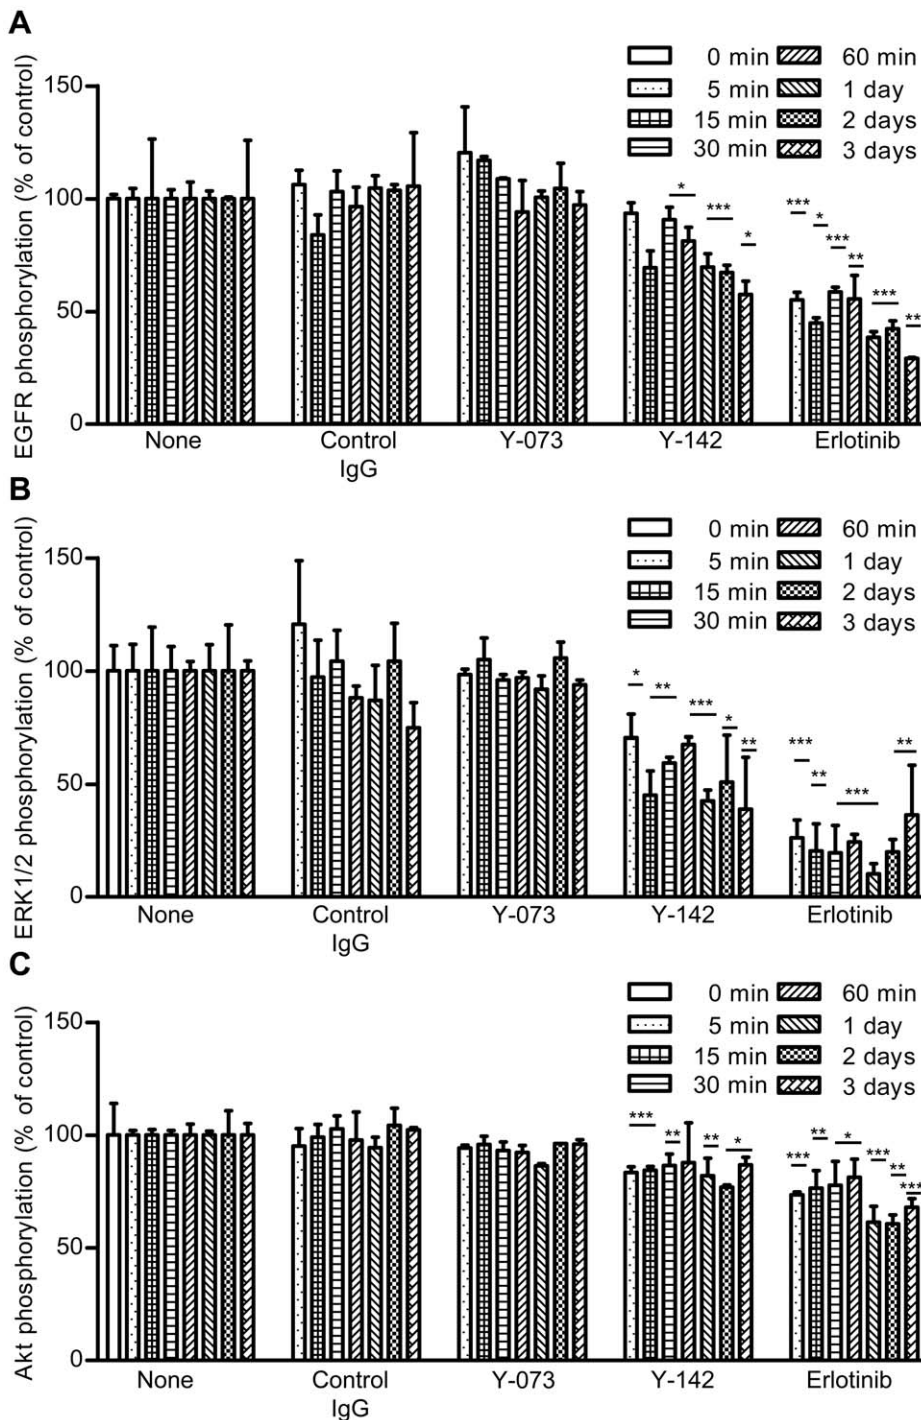 A
EGFR phosphorylation (% of control)
150
100
50
0
0 min 60 min
5 min 1 day
15 min 2 days
30 min 3 days
* *** *
*** * *** ** *** **
None Control IgG Y-073 Y-142 Erlotinib
B
ERK1/2 phosphorylation (% of control)
150
100
50
0
0 min 60 min
5 min 1 day
15 min 2 days
30 min 3 days
* ** *** * **
*** ** *** **
None Control IgG Y-073 Y-142 Erlotinib
C
Akt phosphorylation (% of control)
150
100
50
0
0 min 60 min
5 min 1 day
15 min 2 days
30 min 3 days
*** ** ** *
*** ** * *** ** ***
None Control IgG Y-073 Y-142 Erlotinib